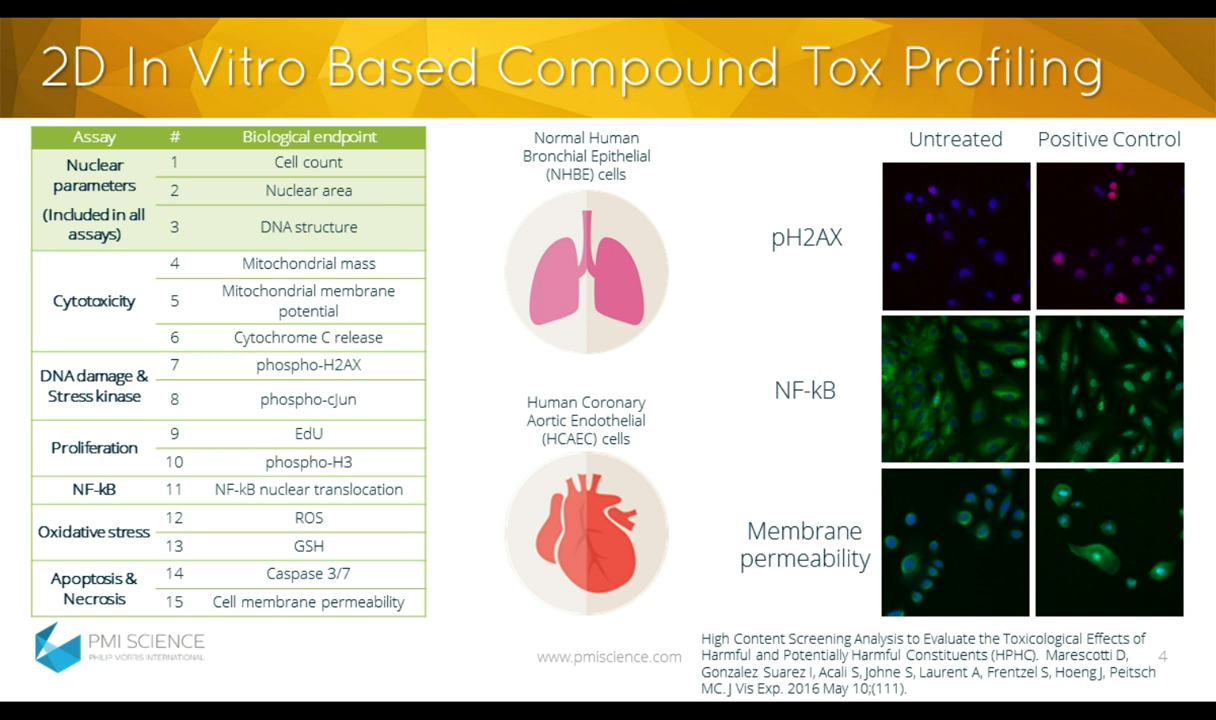 2D In Vitro Based Compound Tox Profiling
Assay # Biological endpoint
Nuclear parameters
(Included in all assays)
1 Cell count
2 Nuclear area
3 DNA structure
Cytotoxicity
4 Mitochondrial mass
5 Mitochondrial membrane potential
6 Cytochrome C release
DNA damage & Stress kinase
7 phospho-H2AX
8 phospho-cJun
Proliferation
9 EdU
10 phospho-H3
NF-kB 11 NF-kB nuclear translocation
Oxidative stress
12 ROS
13 GSH
Apoptosis & Necrosis
14 Caspase 3/7
15 Cell membrane permeability
Normal Human
Bronchial Epithelial
(NHBE) cells
Human Coronary
Aortic Endothelial
(HCAEC) cells
Untreated Positive Control
pH2AX
NF-kB
Membrane
permeability
PMI SCIENCE
PHILIP MORRIS INTERNATIONAL
www.pmiscience.com
High Content Screening Analysis to Evaluate the Toxicological Effects of
Harmful and Potentially Harmful Constituents (HPHC). Marescotti D,
Gonzalez Suarez I, Acali S, Johne S, Laurent A, Frentzel S, Hoeng J, Peitsch
MC. J Vis Exp. 2016 May 10;(111).
4